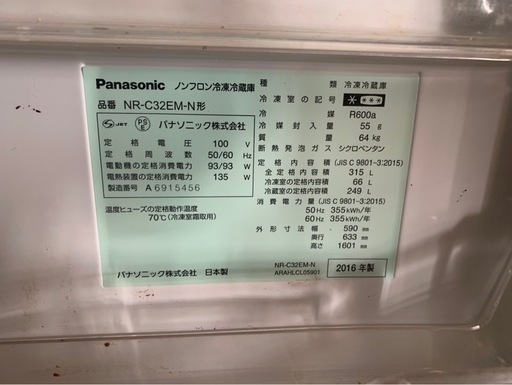 Panasonic ノンフロン冷凍冷蔵庫
品番 NR-C32EM-N形
JET PSE パナソニック株式会社
定格電圧 100 V
定格周波数 50/60 Hz
電動機の定格消費電力 93/93 W
電熱装置の定格消費電力 135 W
製造番号 A 6915456
温度ヒューズの定格動作温度
70℃(冷凍室霜取用)
パナソニック株式会社 日本製
種類 冷凍冷蔵庫
冷凍室の記号
冷媒 R600a
冷媒封入量 55 g
質量 64 kg
断熱発泡ガス シクロペンタン
定格内容積 (JIS C 9801-3:2015)
全定格内容積 315 L
冷凍室の定格内容積 66 L
冷蔵室の定格内容積 249 L
消費電力量 (JIS C 9801-3:2015)
50Hz 355kWh/年
60Hz 355kWh/年
外形寸法 幅 590 mm
奥行 633 mm
高さ 1601 mm
NR-C32EM-N
ARAHLCL05901
2016 年製